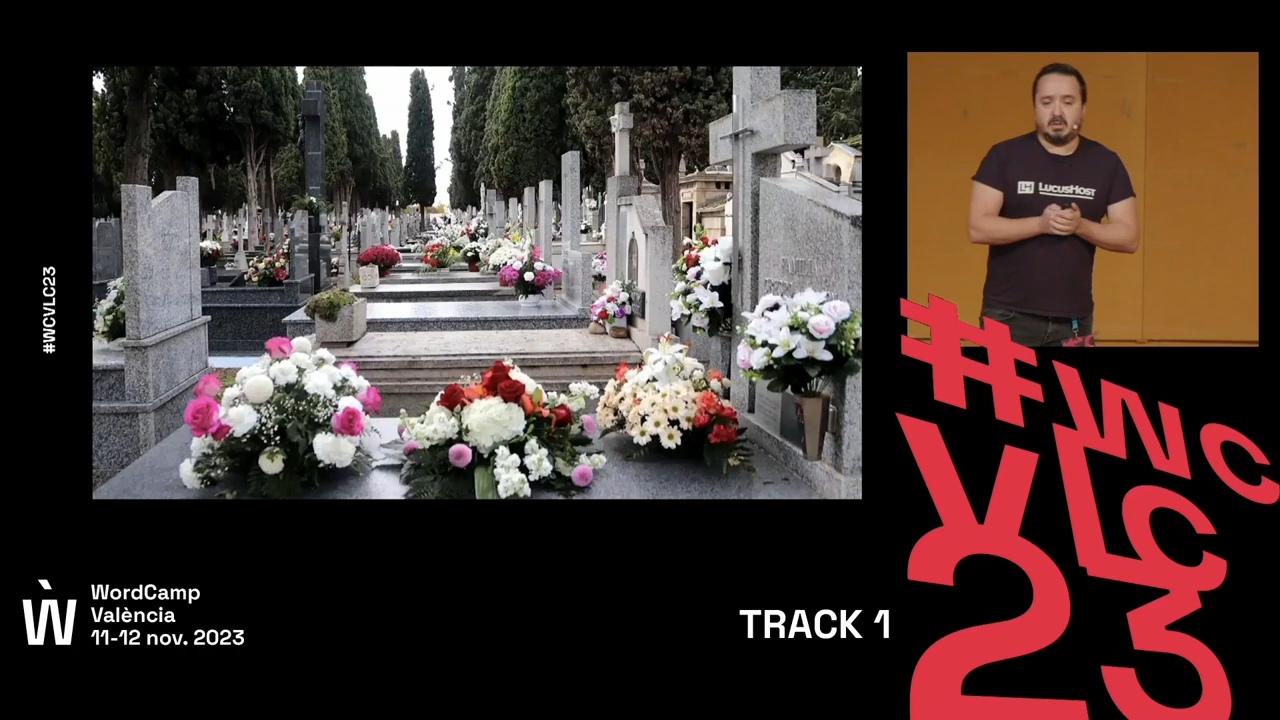 #WCVLC23
LUCUSHOST
#WC
VLC
23
Ẁ
WordCamp
València
11-12 nov. 2023
TRACK 1